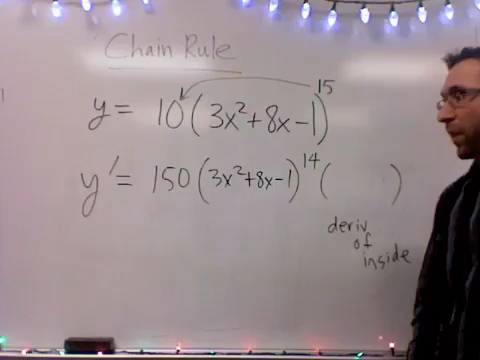 Chain Rule
y = 10(3x²+8x-1)¹⁵
y' = 150(3x²+8x-1)¹⁴( )
deriv
of
inside